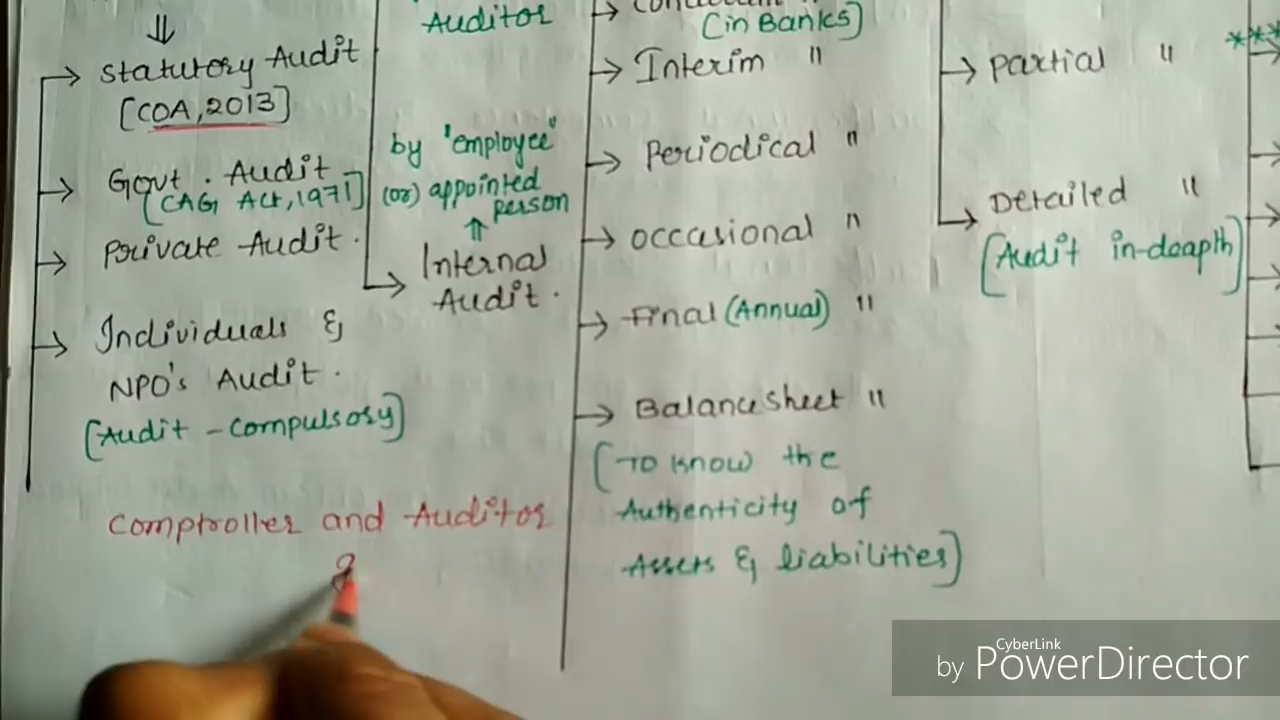 Statutory Audit
[COA, 2013]
Govt. Audit
[CAG Act, 1971]
Private Audit.
Individuals &
NPO's Audit.
[Audit - Compulsory]
Comptroller and Auditor
g
Auditor
by 'employee'
(or) appointed
person
Internal
Audit.
[in Banks]
Interim "
Periodical "
Occasional "
Final (Annual) "
Balancesheet "
[To know the
Authenticity of
Assets & liabilities]
Partial "
Detailed "
[Audit in-deapth]
***
CyberLink
by PowerDirector